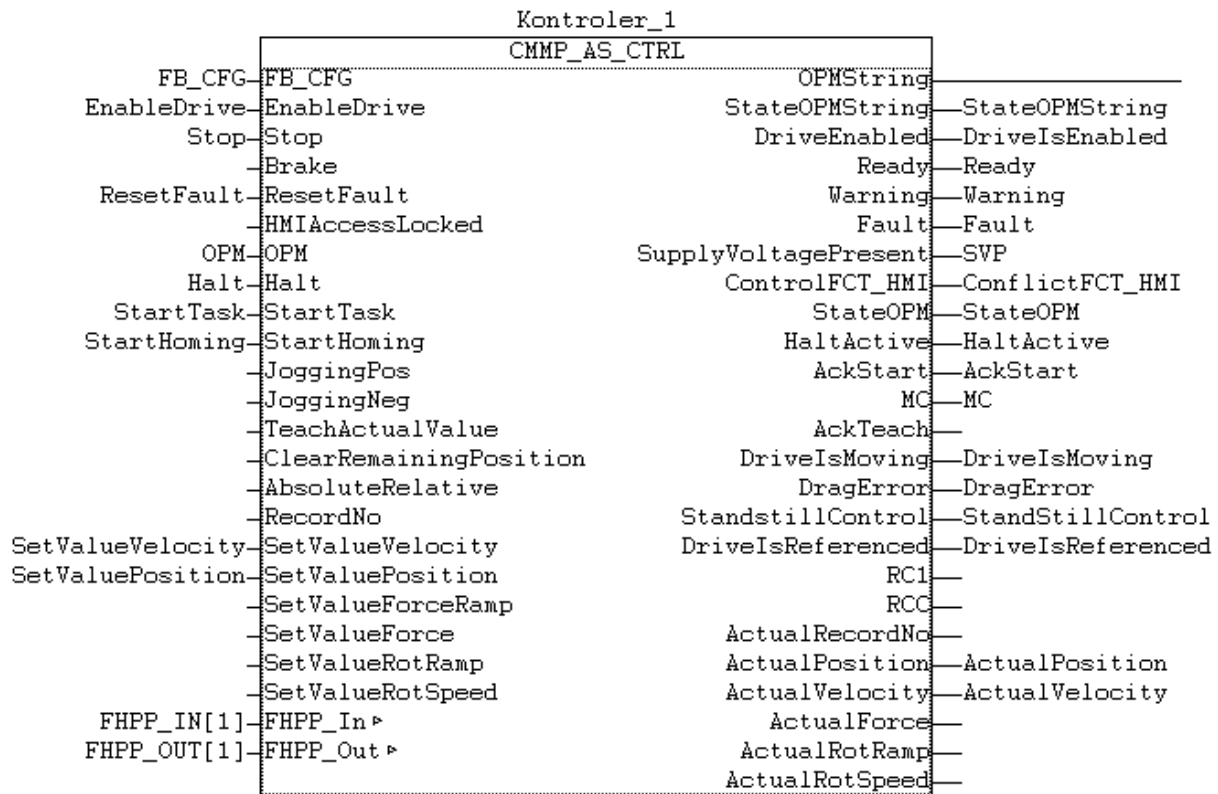 Kontroler_1
CMMP_AS_CTRL
FB_CFG FB_CFG OPMString
EnableDrive EnableDrive StateOPMString StateOPMString
Stop Stop DriveEnabled DriveIsEnabled
Brake Ready Ready
ResetFault ResetFault Warning Warning
HMIAccessLocked Fault Fault
OPM OPM SupplyVoltagePresent SVP
Halt Halt ControlFCT_HMI ConflictFCT_HMI
StartTask StartTask StateOPM StateOPM
StartHoming StartHoming HaltActive HaltActive
JoggingPos AckStart AckStart
JoggingNeg MC MC
TeachActualValue AckTeach
ClearRemainingPosition DriveIsMoving DriveIsMoving
AbsoluteRelative DragError DragError
RecordNo StandstillControl StandStillControl
SetValueVelocity SetValueVelocity DriveIsReferenced DriveIsReferenced
SetValuePosition SetValuePosition RC1
SetValueForceRamp RCC
SetValueForce ActualRecordNo
SetValueRotRamp ActualPosition ActualPosition
SetValueRotSpeed ActualVelocity ActualVelocity
FHPP_IN[1] FHPP_In ActualForce
FHPP_OUT[1] FHPP_Out ActualRotRamp
ActualRotSpeed